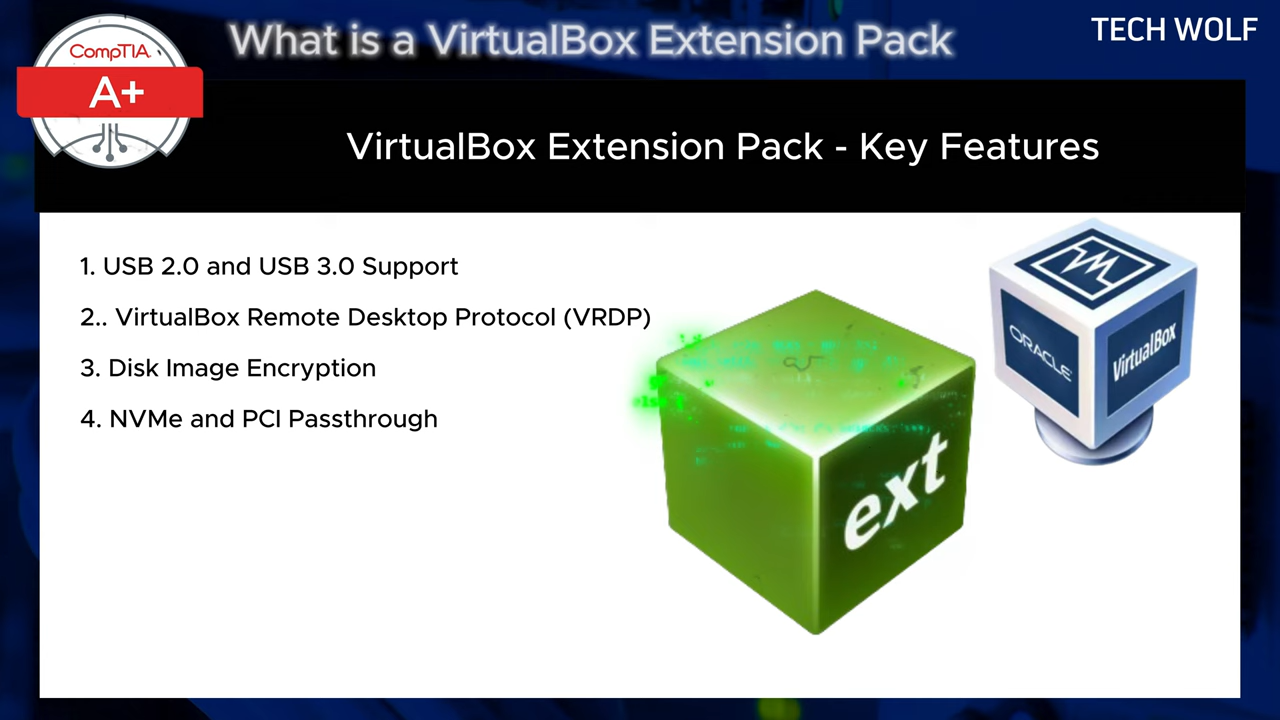 What is a VirtualBox Extension Pack
TECH WOLF
CompTIA.
A+
VirtualBox Extension Pack - Key Features
1. USB 2.0 and USB 3.0 Support
2.. VirtualBox Remote Desktop Protocol (VRDP)
3. Disk Image Encryption
4. NVMe and PCI Passthrough
ORACLE
VirtualBox
ext